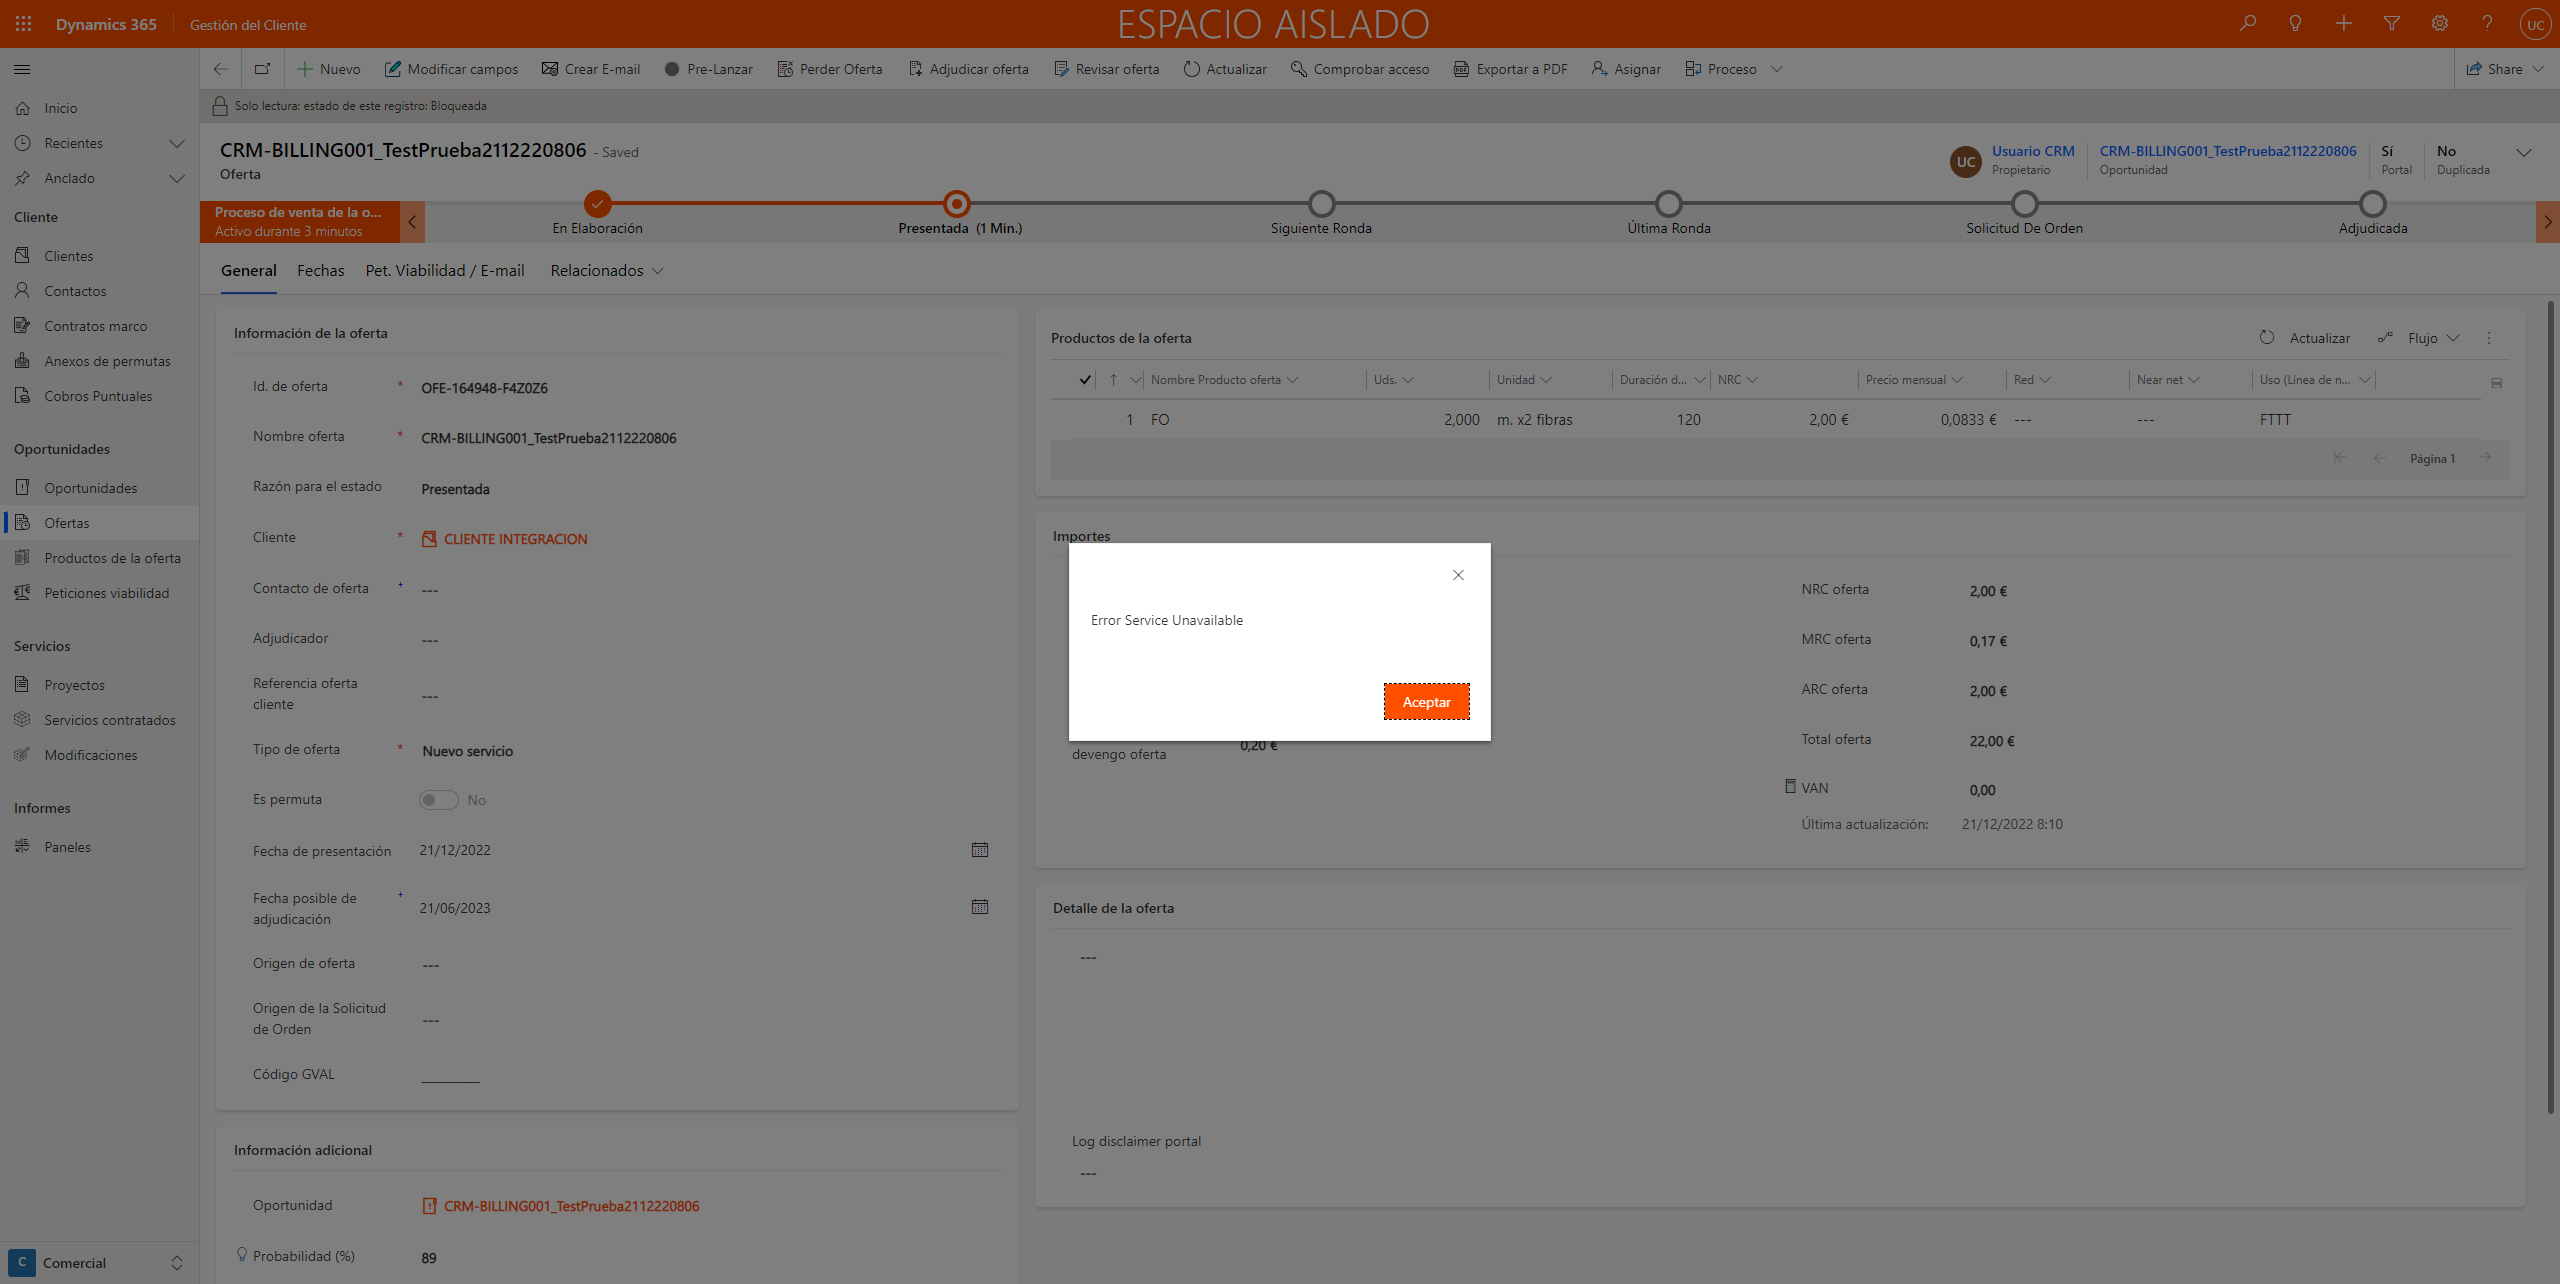 Dynamics 365
Gestión del Cliente
ESPACIO AISLADO
UC
Nuevo
Modificar campos
Crear E-mail
Pre-Lanzar
Perder Oferta
Adjudicar oferta
Revisar oferta
Actualizar
Comprobar acceso
Exportar a PDF
Asignar
Proceso
Share
Solo lectura: estado de este registro: Bloqueada
Inicio
Recientes
Anclado
Cliente
Clientes
Contactos
Contratos marco
Anexos de permutas
Cobros Puntuales
Oportunidades
Oportunidades
Ofertas
Productos de la oferta
Peticiones viabilidad
Servicios
Proyectos
Servicios contratados
Modificaciones
Informes
Paneles
C Comercial
CRM-BILLING001_TestPrueba2112220806 - Saved
Oferta
UC
Usuario CRM
Propietario
CRM-BILLING001_TestPrueba2112220806
Oportunidad
Sí
Portal
No
Duplicada
Proceso de venta de la o...
Activo durante 3 minutos
En Elaboración
Presentada (1 Min.)
Siguiente Ronda
Última Ronda
Solicitud De Orden
Adjudicada
General
Fechas
Pet. Viabilidad / E-mail
Relacionados
Información de la oferta
Id. de oferta * OFE-164948-F4Z0Z6
Nombre oferta * CRM-BILLING001_TestPrueba2112220806
Razón para el estado Presentada
Cliente * CLIENTE INTEGRACION
Contacto de oferta + ---
Adjudicador ---
Referencia oferta
cliente ---
Tipo de oferta * Nuevo servicio
Es permuta No
Fecha de presentación 21/12/2022
Fecha posible de
adjudicación + 21/06/2023
Origen de oferta ---
Origen de la Solicitud
de Orden ---
Código GVAL __________
Información adicional
Oportunidad CRM-BILLING001_TestPrueba2112220806
Probabilidad (%) 89
Productos de la oferta
Actualizar
Flujo
Nombre Producto oferta
Uds.
Unidad
Duración d...
NRC
Precio mensual
Red
Near net
Uso (Línea de n...
1 FO 2,000 m. x2 fibras 120 2,00 € 0,0833 € --- --- FTTT
Página 1
Importes
Error Service Unavailable
Aceptar
devengo oferta
0,20 €
NRC oferta 2,00 €
MRC oferta 0,17 €
ARC oferta 2,00 €
Total oferta 22,00 €
VAN 0,00
Última actualización: 21/12/2022 8:10
Detalle de la oferta
---
Log disclaimer portal
---